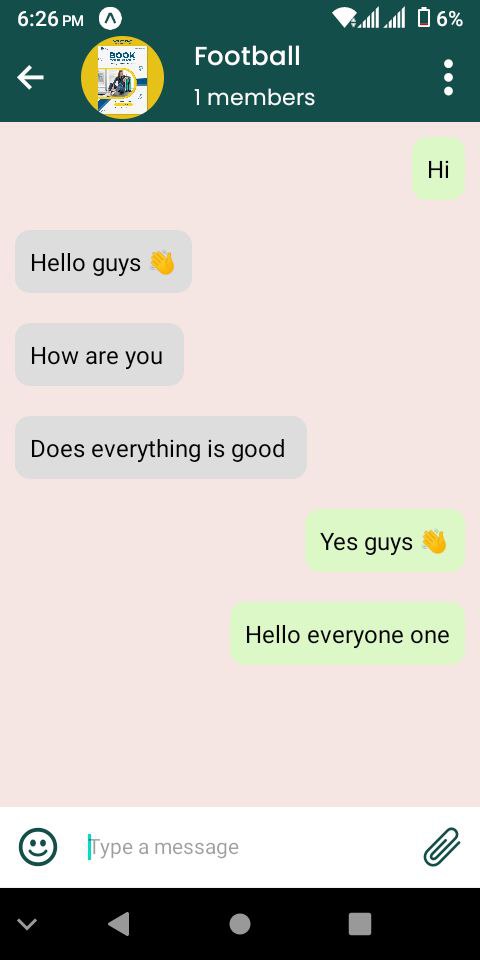 6:26 PM 6%
Football
1 members
BOOK
Hi
Hello guys 👋
How are you
Does everything is good
Yes guys 👋
Hello everyone one
Type a message